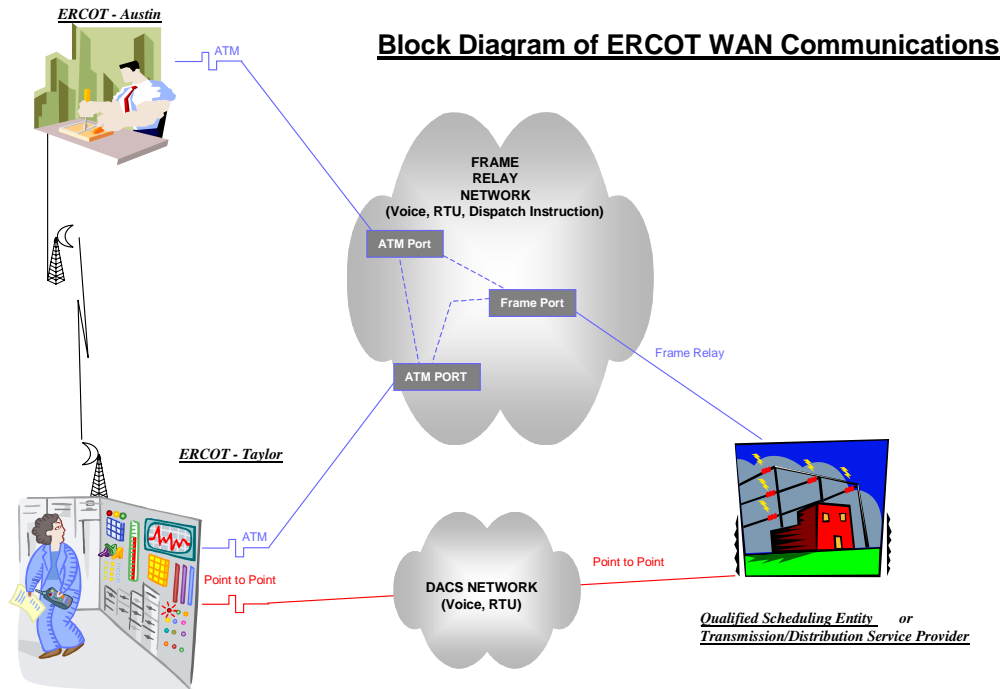 ERCOT - Austin
Block Diagram of ERCOT WAN Communications
ATM
FRAME
RELAY
NETWORK
(Voice, RTU, Dispatch Instruction)
ATM Port
Frame Port
Frame Relay
ATM PORT
ERCOT - Taylor
ATM
Point to Point
DACS NETWORK
(Voice, RTU)
Point to Point
Qualified Scheduling Entity or
Transmission/Distribution Service Provider